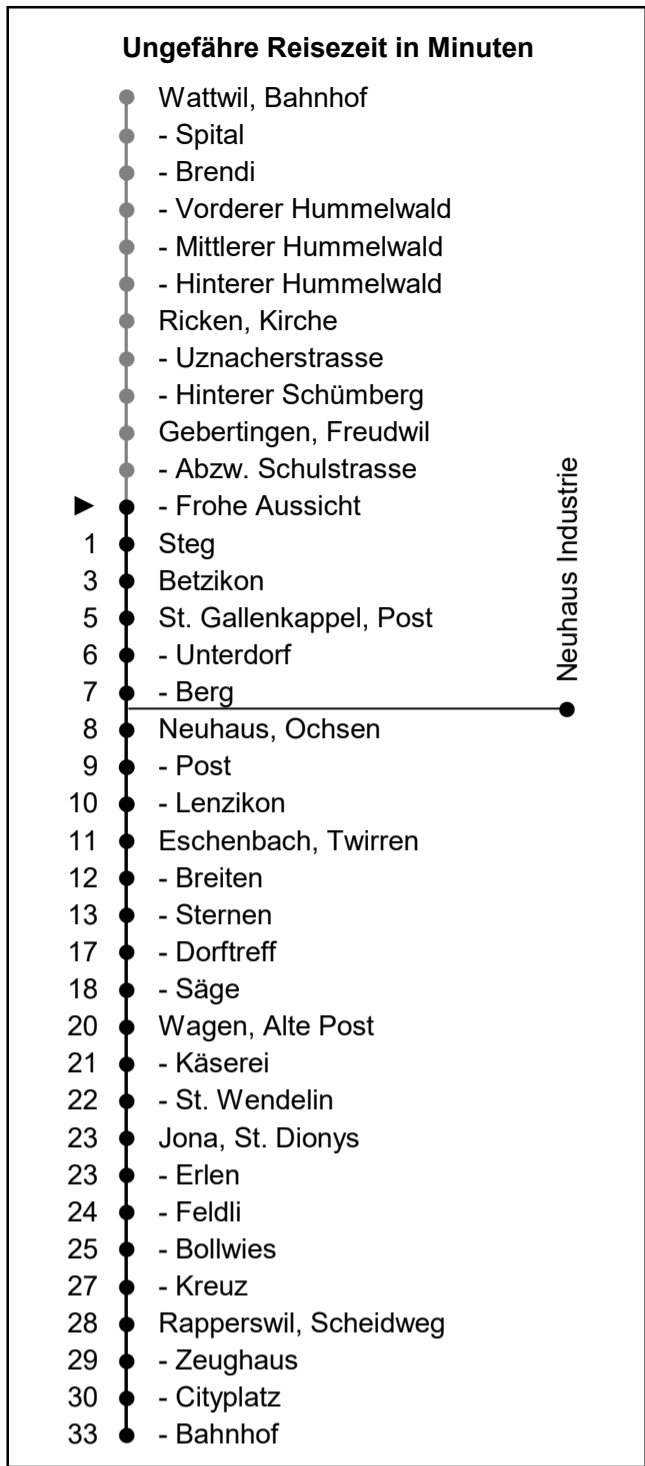 Ungefähre Reisezeit in Minuten
Wattwil, Bahnhof
- Spital
- Brendi
- Vorderer Hummelwald
- Mittlerer Hummelwald
- Hinterer Hummelwald
Ricken, Kirche
- Uznacherstrasse
- Hinterer Schümberg
Gebertingen, Freudwil
- Abzw. Schulstrasse
► - Frohe Aussicht
1 Steg
3 Betzikon
5 St. Gallenkappel, Post
6 - Unterdorf
7 - Berg
Neuhaus Industrie
8 Neuhaus, Ochsen
9 - Post
10 - Lenzikon
11 Eschenbach, Twirren
12 - Breiten
13 - Sternen
17 - Dorftreff
18 - Säge
20 Wagen, Alte Post
21 - Käserei
22 - St. Wendelin
23 Jona, St. Dionys
23 - Erlen
24 - Feldli
25 - Bollwies
27 - Kreuz
28 Rapperswil, Scheidweg
29 - Zeughaus
30 - Cityplatz
33 - Bahnhof